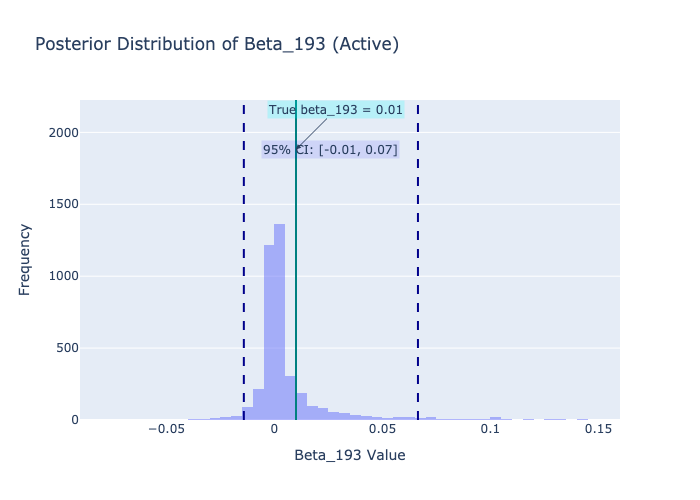 Posterior Distribution of Beta_193 (Active)
True beta_193 = 0.01
95% CI: [-0.01, 0.07]
2000
1500
1000
500
0
Frequency
−0.05
0
0.05
0.1
0.15
Beta_193 Value